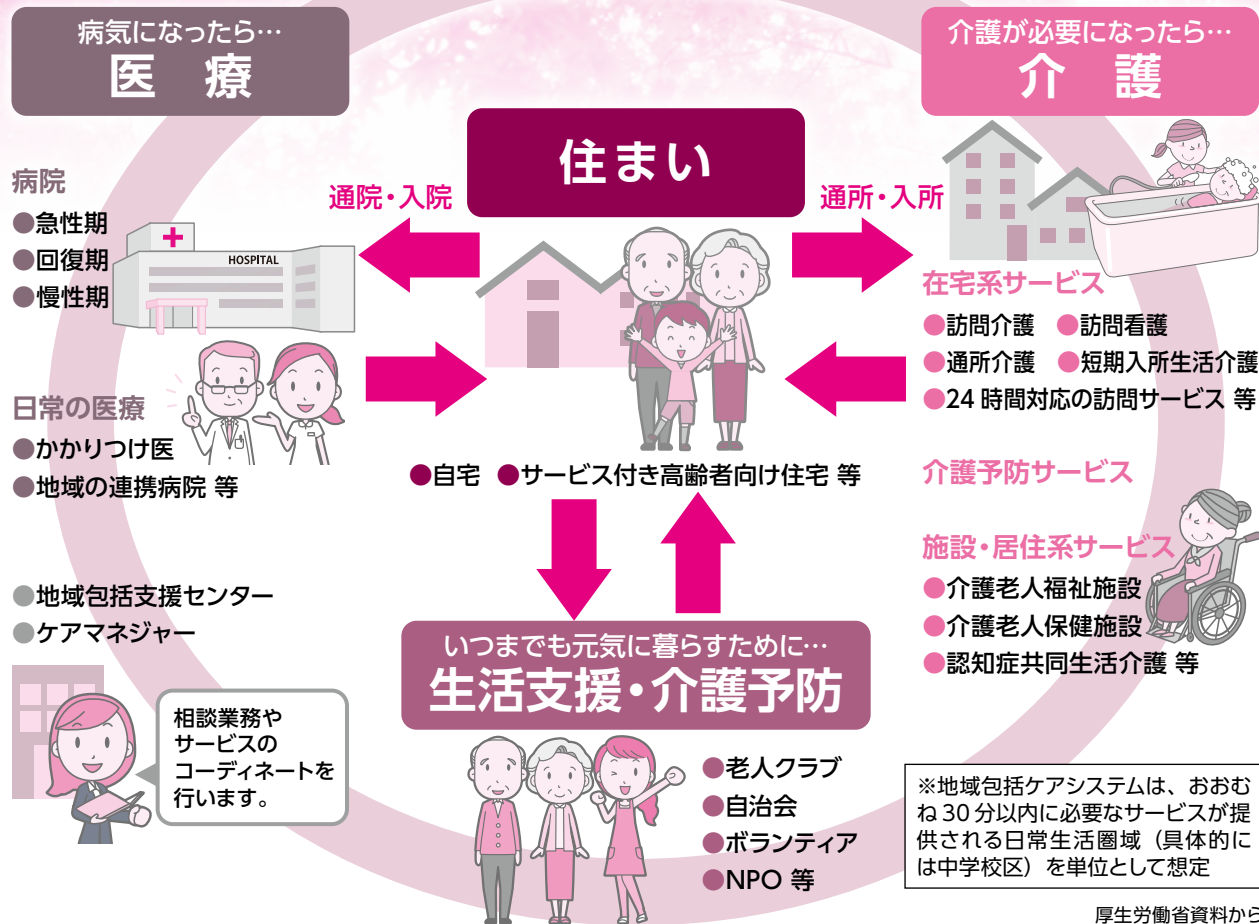 病気になったら…
医 療
病院
●急性期
●回復期
●慢性期
HOSPITAL
日常の医療
●かかりつけ医
●地域の連携病院 等
通院・入院
住まい
通所・入所
●自宅 ●サービス付き高齢者向け住宅 等
介護が必要になったら…
介 護
在宅系サービス
●訪問介護 ●訪問看護
●通所介護 ●短期入所生活介護
●24 時間対応の訪問サービス 等
介護予防サービス
施設・居住系サービス
●介護老人福祉施設
●介護老人保健施設
●認知症共同生活介護 等
●地域包括支援センター
●ケアマネジャー
相談業務や
サービスの
コーディネートを
行います。
いつまでも元気に暮らすために…
生活支援・介護予防
●老人クラブ
●自治会
●ボランティア
●NPO 等
※地域包括ケアシステムは、おおむ
ね 30 分以内に必要なサービスが提
供される日常生活圏域（具体的に
は中学校区）を単位として想定
厚生労働省資料から